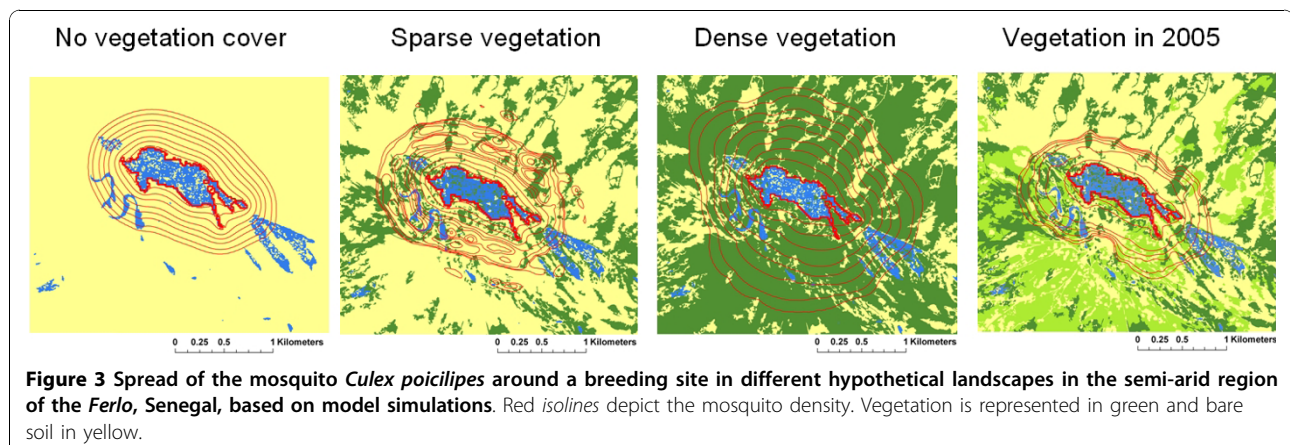 No vegetation cover
Sparse vegetation
Dense vegetation
Vegetation in 2005
0 0.25 0.5 1 Kilometers
0 0.25 0.5 1 Kilometers
0 0.25 0.5 1 Kilometers
0 0.25 0.5 1 Kilometers
Figure 3 Spread of the mosquito Culex poicilipes around a breeding site in different hypothetical landscapes in the semi-arid region
of the Ferlo, Senegal, based on model simulations. Red isolines depict the mosquito density. Vegetation is represented in green and bare
soil in yellow.